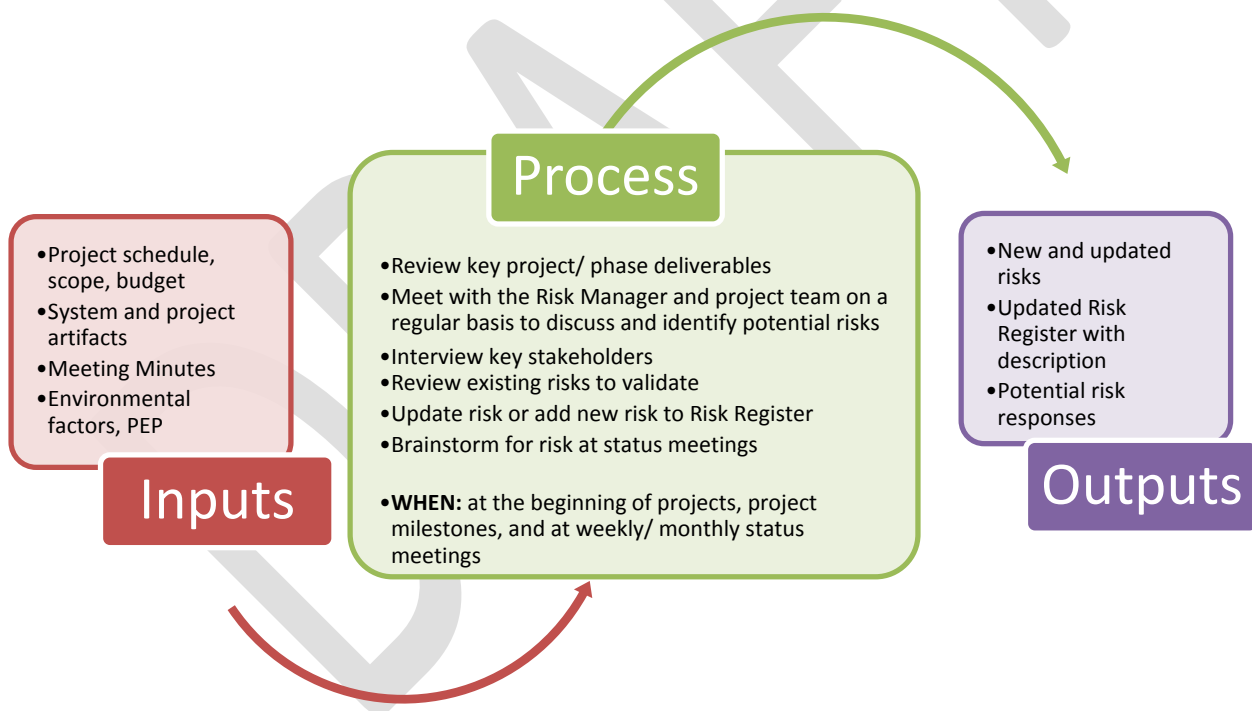 •Project schedule,
scope, budget
•System and project
artifacts
•Meeting Minutes
•Environmental
factors, PEP
Inputs
Process
•Review key project/ phase deliverables
•Meet with the Risk Manager and project team on a
regular basis to discuss and identify potential risks
•Interview key stakeholders
•Review existing risks to validate
•Update risk or add new risk to Risk Register
•Brainstorm for risk at status meetings
•WHEN: at the beginning of projects, project
milestones, and at weekly/ monthly status
meetings
•New and updated
risks
•Updated Risk
Register with
description
•Potential risk
responses
Outputs